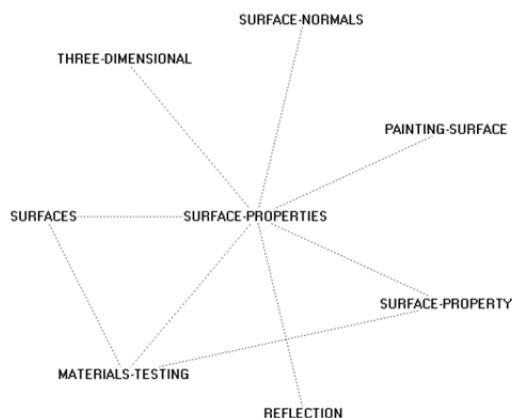 SURFACE-NORMALS
THREE-DIMENSIONAL
PAINTING-SURFACE
SURFACES
SURFACE-PROPERTIES
SURFACE-PROPERTY
MATERIALS-TESTING
REFLECTION